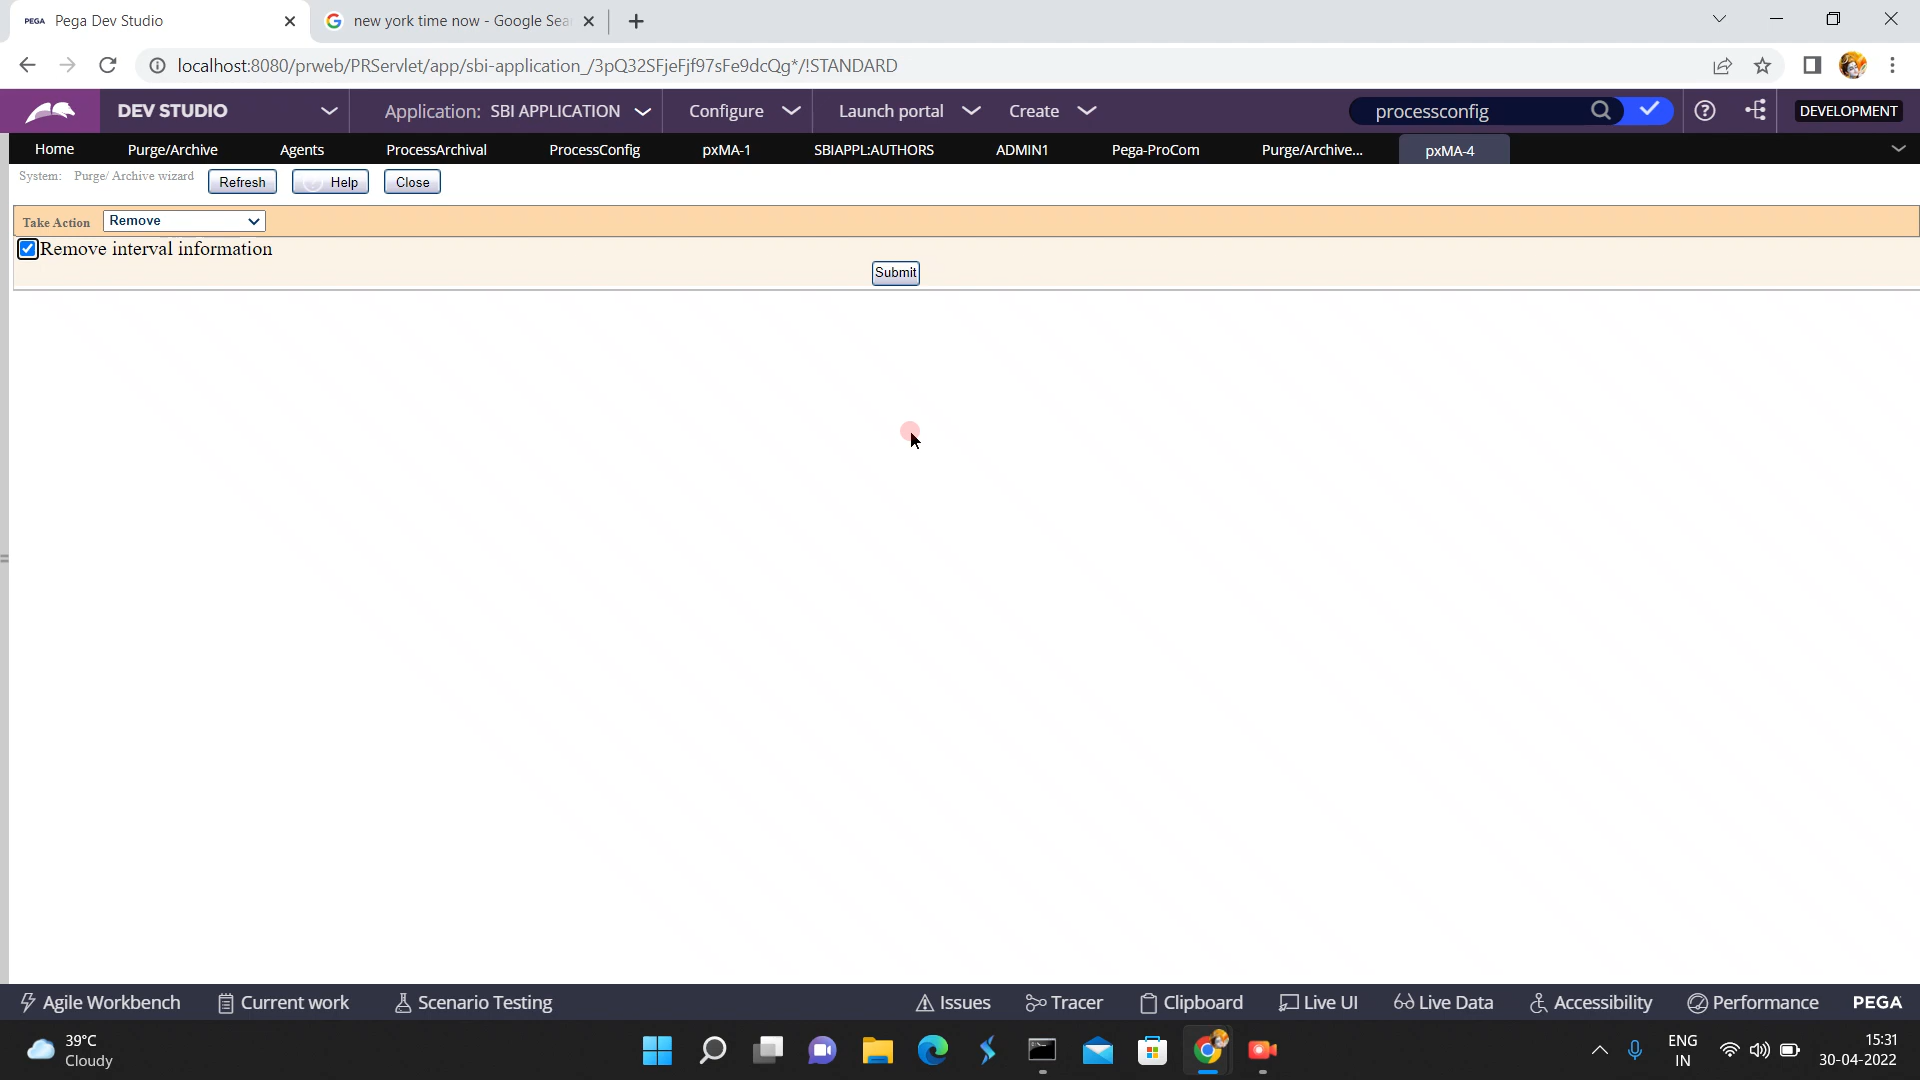 PEGA Pega Dev Studio
new york time now - Google Sea
localhost:8080/prweb/PRServlet/app/sbi-application_/3pQ32SFjeFjf97sFe9dcQg*/!STANDARD
DEV STUDIO Application: SBI APPLICATION Configure Launch portal Create processconfig DEVELOPMENT
Home Purge/Archive Agents ProcessArchival ProcessConfig pxMA-1 SBIAPPL:AUTHORS ADMIN1 Pega-ProCom Purge/Archive... pxMA-4
System: Purge/ Archive wizard Refresh Help Close
Take Action Remove
Remove interval information
Submit
Agile Workbench Current work Scenario Testing Issues Tracer Clipboard Live UI Live Data Accessibility Performance PEGA
39°C
Cloudy
ENG
IN
15:31
30-04-2022